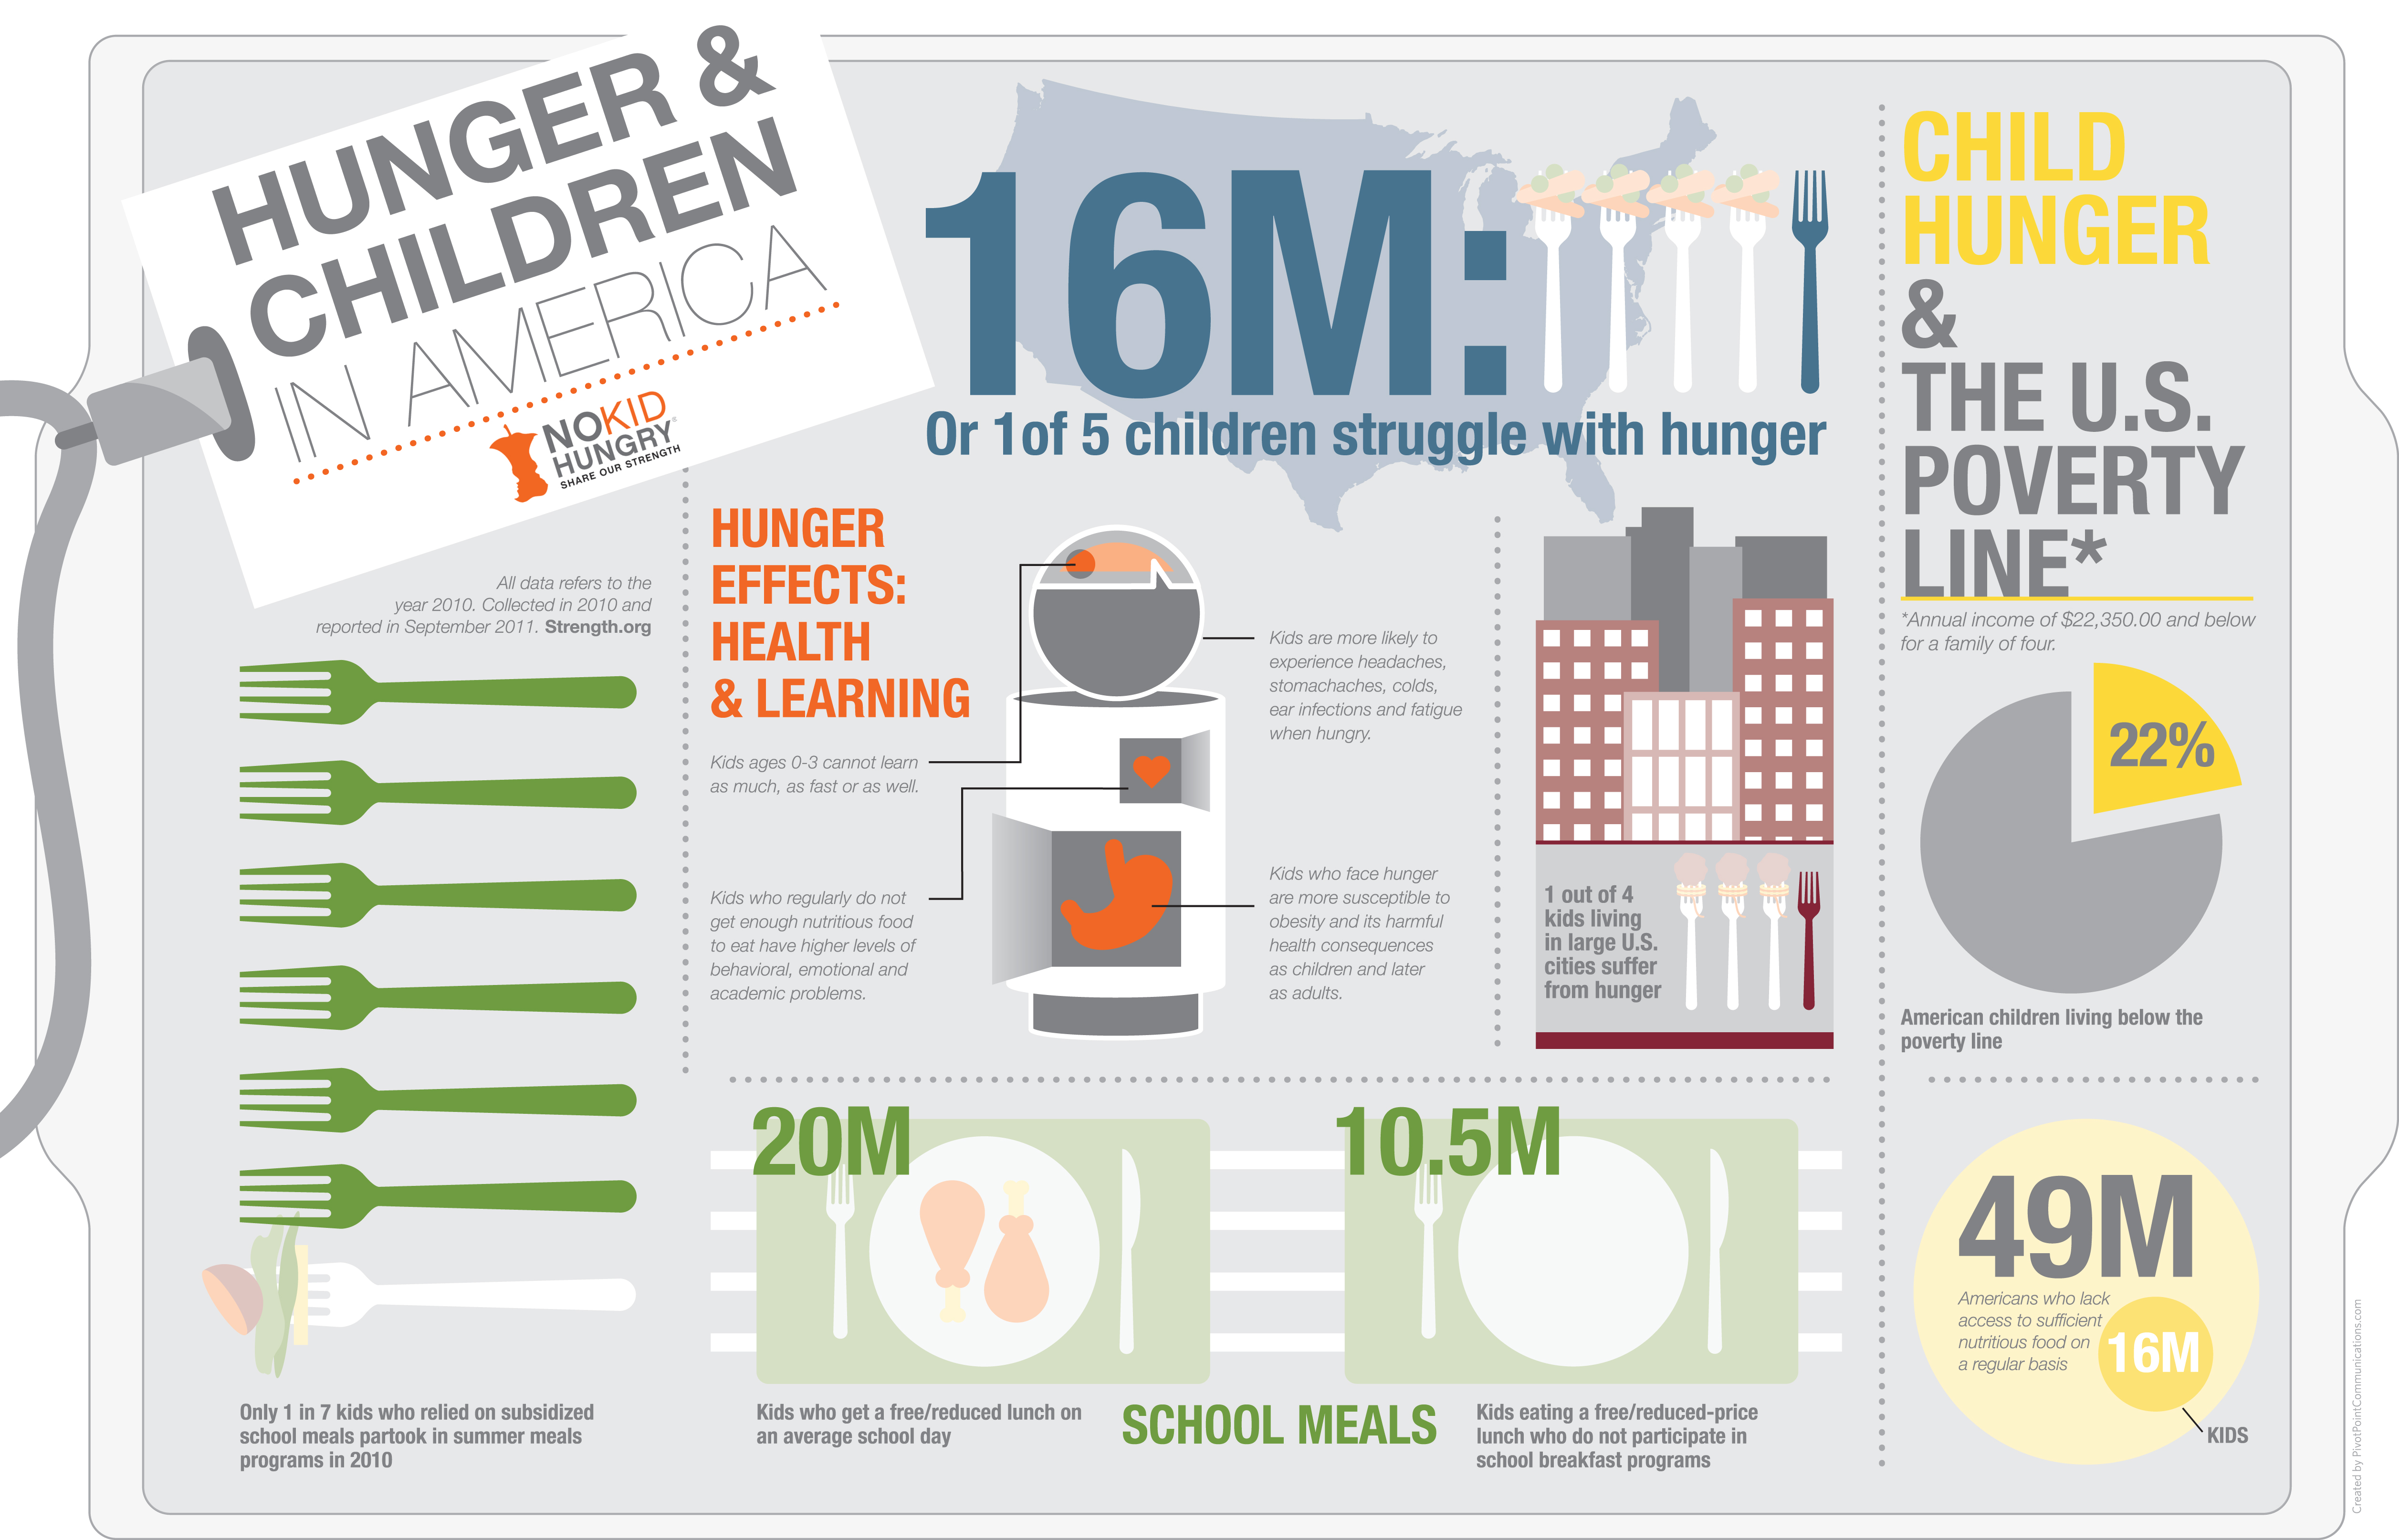 HUNGER &
CHILDREN
IN AMERICA
NOKID
HUNGRY®
SHARE OUR STRENGTH
All data refers to the
year 2010. Collected in 2010 and
reported in September 2011. Strength.org
Only 1 in 7 kids who relied on subsidized
school meals partook in summer meals
programs in 2010
16M:
Or 1of 5 children struggle with hunger
HUNGER
EFFECTS:
HEALTH
& LEARNING
Kids ages 0-3 cannot learn
as much, as fast or as well.
Kids who regularly do not
get enough nutritious food
to eat have higher levels of
behavioral, emotional and
academic problems.
Kids are more likely to
experience headaches,
stomachaches, colds,
ear infections and fatigue
when hungry.
Kids who face hunger
are more susceptible to
obesity and its harmful
health consequences
as children and later
as adults.
1 out of 4
kids living
in large U.S.
cities suffer
from hunger
20M
Kids who get a free/reduced lunch on
an average school day
SCHOOL MEALS
10.5M
Kids eating a free/reduced-price
lunch who do not participate in
school breakfast programs
CHILD
HUNGER
&
THE U.S.
POVERTY
LINE*
*Annual income of $22,350.00 and below
for a family of four.
22%
American children living below the
poverty line
49M
Americans who lack
access to sufficient
nutritious food on
a regular basis
16M
KIDS
Created by PivotPointCommunications.com